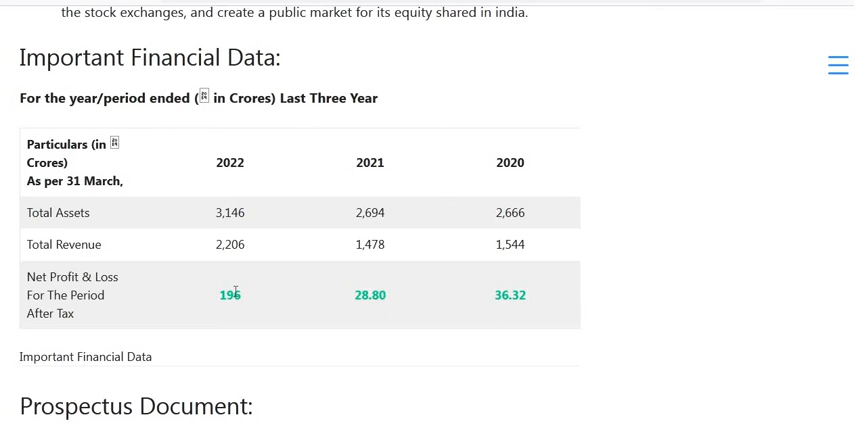 the stock exchanges, and create a public market for its equity shared in india.
Important Financial Data:
For the year/period ended ( in Crores) Last Three Year
Particulars (in
Crores)
As per 31 March,
2022 2021 2020
Total Assets 3,146 2,694 2,666
Total Revenue 2,206 1,478 1,544
Net Profit & Loss
For The Period
After Tax
196 28.80 36.32
Important Financial Data
Prospectus Document: